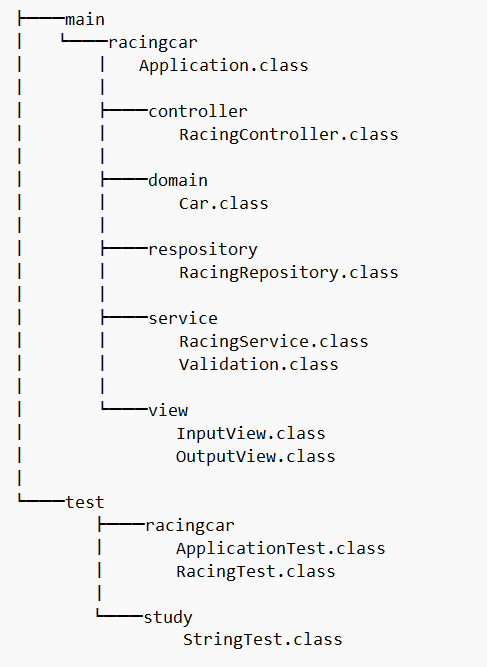 main
racingcar
Application.class
controller
RacingController.class
domain
Car.class
respository
RacingRepository.class
service
RacingService.class
Validation.class
view
InputView.class
OutputView.class
test
racingcar
ApplicationTest.class
RacingTest.class
study
StringTest.class